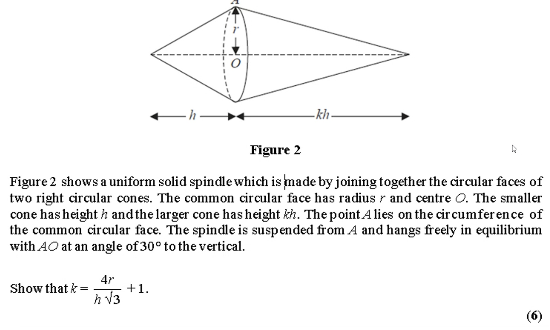 A
r
O
h
kh
Figure 2
Figure 2 shows a uniform solid spindle which is made by joining together the circular faces of
two right circular cones. The common circular face has radius r and centre O. The smaller
cone has height h and the larger cone has height kh. The point A lies on the circumference of
the common circular face. The spindle is suspended from A and hangs freely in equilibrium
with AO at an angle of 30° to the vertical.
Show that k = 4r / h√3 + 1.
(6)